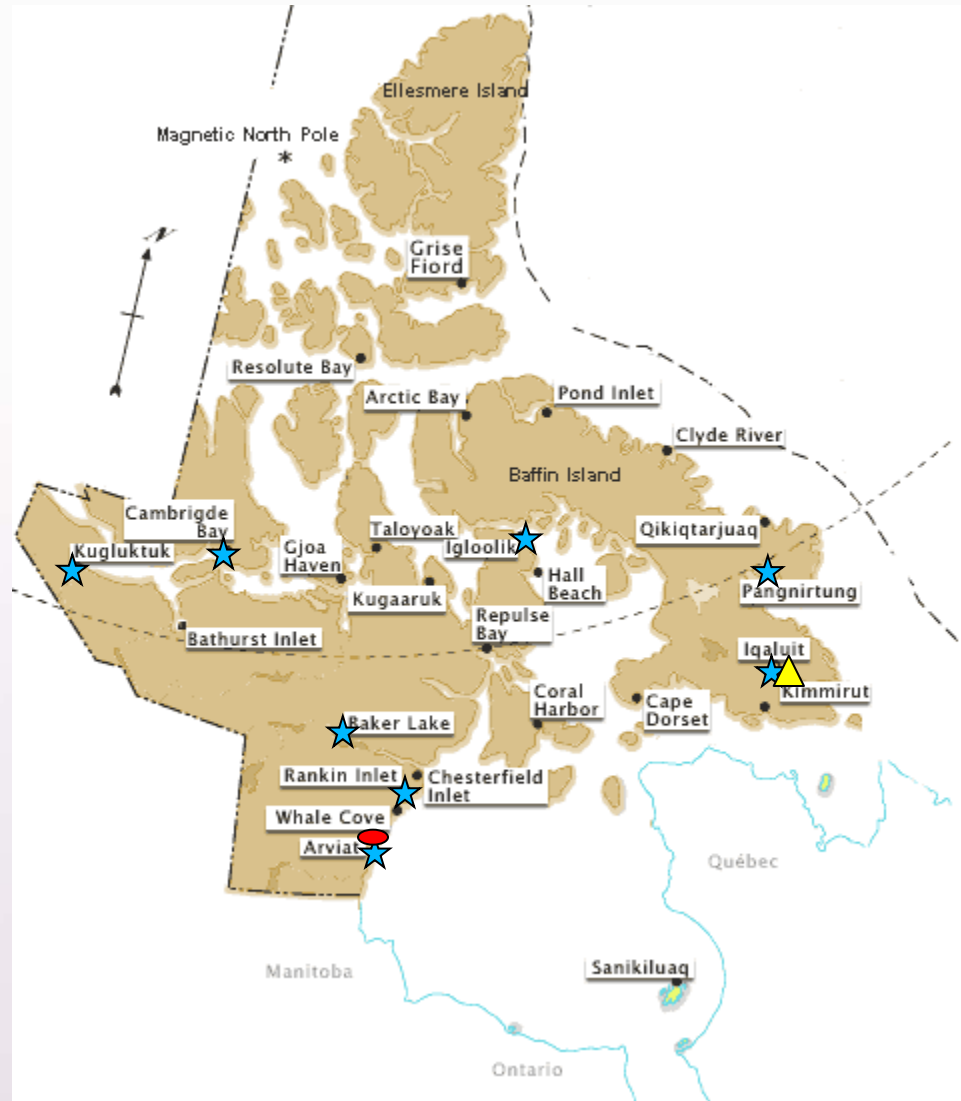 Ellesmere Island
Magnetic North Pole
*
N
Grise
Fiord
Resolute Bay
Arctic Bay
Pond Inlet
Clyde River
Baffin Island
Cambrigde
Bay
Kugluktuk
Gjoa
Haven
Taloyoak
Igloolik
Qikiqtarjuaq
Hall
Beach
Kugaaruk
Pangnirtung
Repulse
Bay
Bathurst Inlet
Iqaluit
Kimmirut
Coral
Harbor
Cape
Dorset
Baker Lake
Rankin Inlet
Chesterfield
Inlet
Whale Cove
Arviat
Québec
Manitoba
Sanikiluaq
Ontario